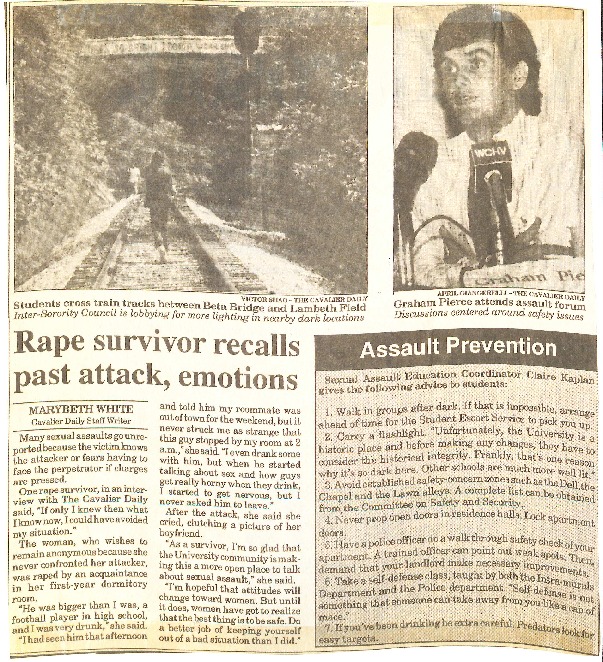 WCHV
Graham Pie
VICTOR SHAO – THE CAVALIER DAILY
Students cross train tracks between Beta Bridge and Lambeth Field
Inter-Sorority Council is lobbying for more lighting in nearby dark locations
APRIL GIANGERELLI – THE CAVALIER DAILY
Graham Pierce attends assault forum
Discussions centered around safety issues
Rape survivor recalls
past attack, emotions
MARYBETH WHITE
Cavalier Daily Staff Writer
Many sexual assaults go unre-
ported because the victim knows
the attacker or fears having to
face the perpetrator if charges
are pressed.
One rape survivor, in an inter-
view with The Cavalier Daily
said, "If only I knew then what
I know now, I could have avoided
my situation."
The woman, who wishes to
remain anonymous because she
never confronted her attacker,
was raped by an acquaintance
in her first-year dormitory
room.
"He was bigger than I was, a
football player in high school,
and I was very drunk," she said.
"I had seen him that afternoon
and told him my roommate was
out of town for the weekend, but it
never struck me as strange that
this guy stopped by my room at 2
a.m.," she said. "I even drank some
with him, but when he started
talking about sex and how guys
get really horny when they drink,
I started to get nervous, but I
never asked him to leave."
After the attack, she said she
cried, clutching a picture of her
boyfriend.
"As a survivor, I'm so glad that
the University community is mak-
ing this a more open place to talk
about sexual assault," she said.
"I'm hopeful that attitudes will
change toward women. But until
it does, women have got to realize
that the best thing is to be safe. Do
a better job of keeping yourself
out of a bad situation than I did."
Assault Prevention
Sexual Assault Education Coordinator Claire Kaplan
gives the following advice to students:
1. Walk in groups after dark. If that is impossible, arrange
ahead of time for the Student Escort Service to pick you up.
2. Carry a flashlight. "Unfortunately, the University is a
historic place and before making any changes, they have to
consider the historical integrity. Frankly, that's one reason
why it's so dark here. Other schools are much more well lit."
3. Avoid established safety-concern zones such as the Dell, the
Chapel and the Lawn alleys. A complete list can be obtained
from the Committee on Safety and Security.
4. Never prop open doors in residence halls. Lock apartment
doors.
5. Have a police officer on a walk through safety check of your
apartment. A trained officer can point out weak spots. Then,
demand that your landlord make necessary improvements.
6. Take a self-defense class, taught by both the Intra-murals
Department and the Police department. "Self-defense is not
something that someone can take away from you like a can of
mace."
7. If you've been drinking be extra careful. Predators look for
easy targets.